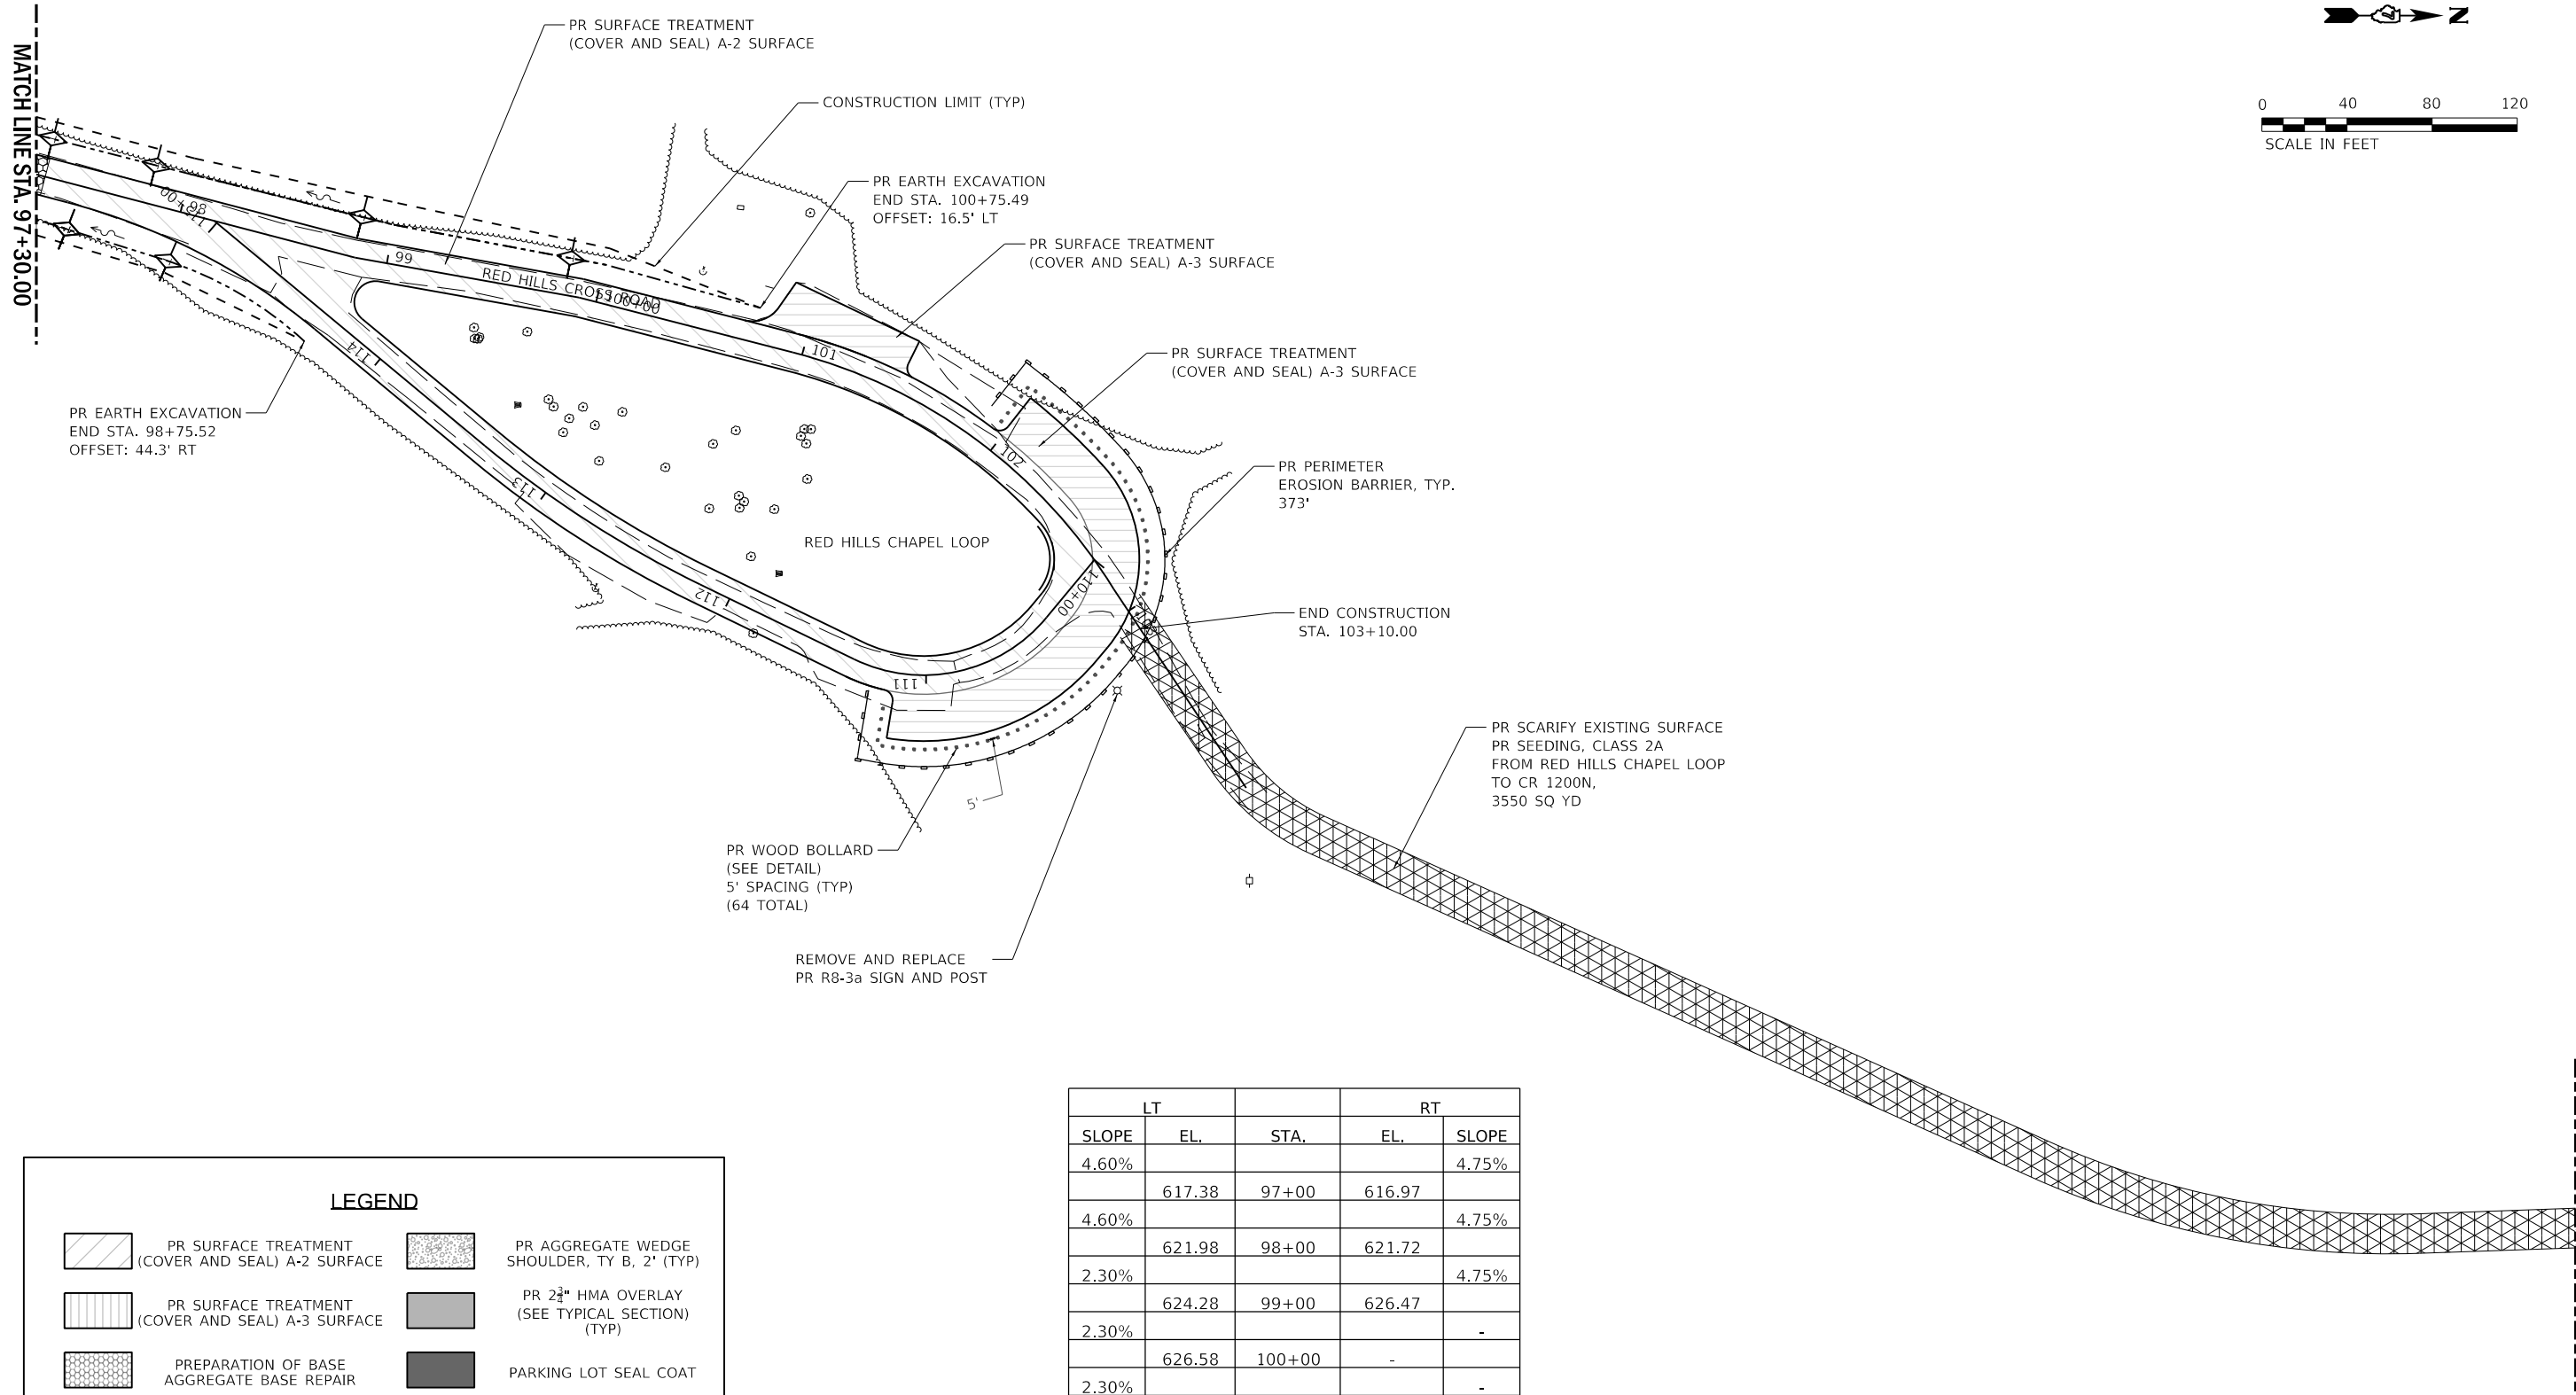 N
0 40 80 120
SCALE IN FEET
MATCH LINE STA. 97+30.00
PR SURFACE TREATMENT
(COVER AND SEAL) A-2 SURFACE
CONSTRUCTION LIMIT (TYP)
PR EARTH EXCAVATION
END STA. 100+75.49
OFFSET: 16.5' LT
PR SURFACE TREATMENT
(COVER AND SEAL) A-3 SURFACE
PR SURFACE TREATMENT
(COVER AND SEAL) A-3 SURFACE
98
99
RED HILLS CROSS ROAD
100+00
101
102
114
113
112
111
110+00
PR EARTH EXCAVATION
END STA. 98+75.52
OFFSET: 44.3' RT
PR PERIMETER
EROSION BARRIER, TYP.
373'
RED HILLS CHAPEL LOOP
END CONSTRUCTION
STA. 103+10.00
PR SCARIFY EXISTING SURFACE
PR SEEDING, CLASS 2A
FROM RED HILLS CHAPEL LOOP
TO CR 1200N,
3550 SQ YD
5'
PR WOOD BOLLARD
(SEE DETAIL)
5' SPACING (TYP)
(64 TOTAL)
REMOVE AND REPLACE
PR R8-3a SIGN AND POST
LT RT
SLOPE EL. STA. EL. SLOPE
4.60% 4.75%
617.38 97+00 616.97
4.60% 4.75%
621.98 98+00 621.72
2.30% 4.75%
624.28 99+00 626.47
2.30% -
626.58 100+00 -
2.30% -
LEGEND
PR SURFACE TREATMENT
(COVER AND SEAL) A-2 SURFACE
PR AGGREGATE WEDGE
SHOULDER, TY B, 2' (TYP)
PR SURFACE TREATMENT
(COVER AND SEAL) A-3 SURFACE
PR 2¾" HMA OVERLAY
(SEE TYPICAL SECTION)
(TYP)
PREPARATION OF BASE
AGGREGATE BASE REPAIR
PARKING LOT SEAL COAT